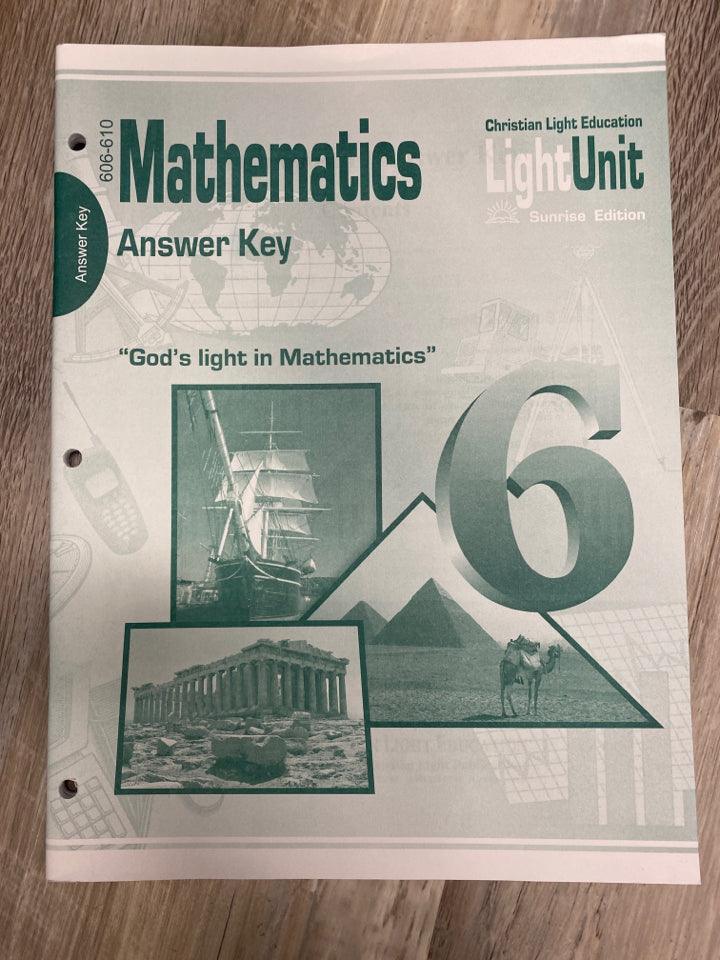 606-610
Mathematics
Answer Key
Answer Key
Christian Light Education
LightUnit
Sunrise Edition
“God’s light in Mathematics”
6